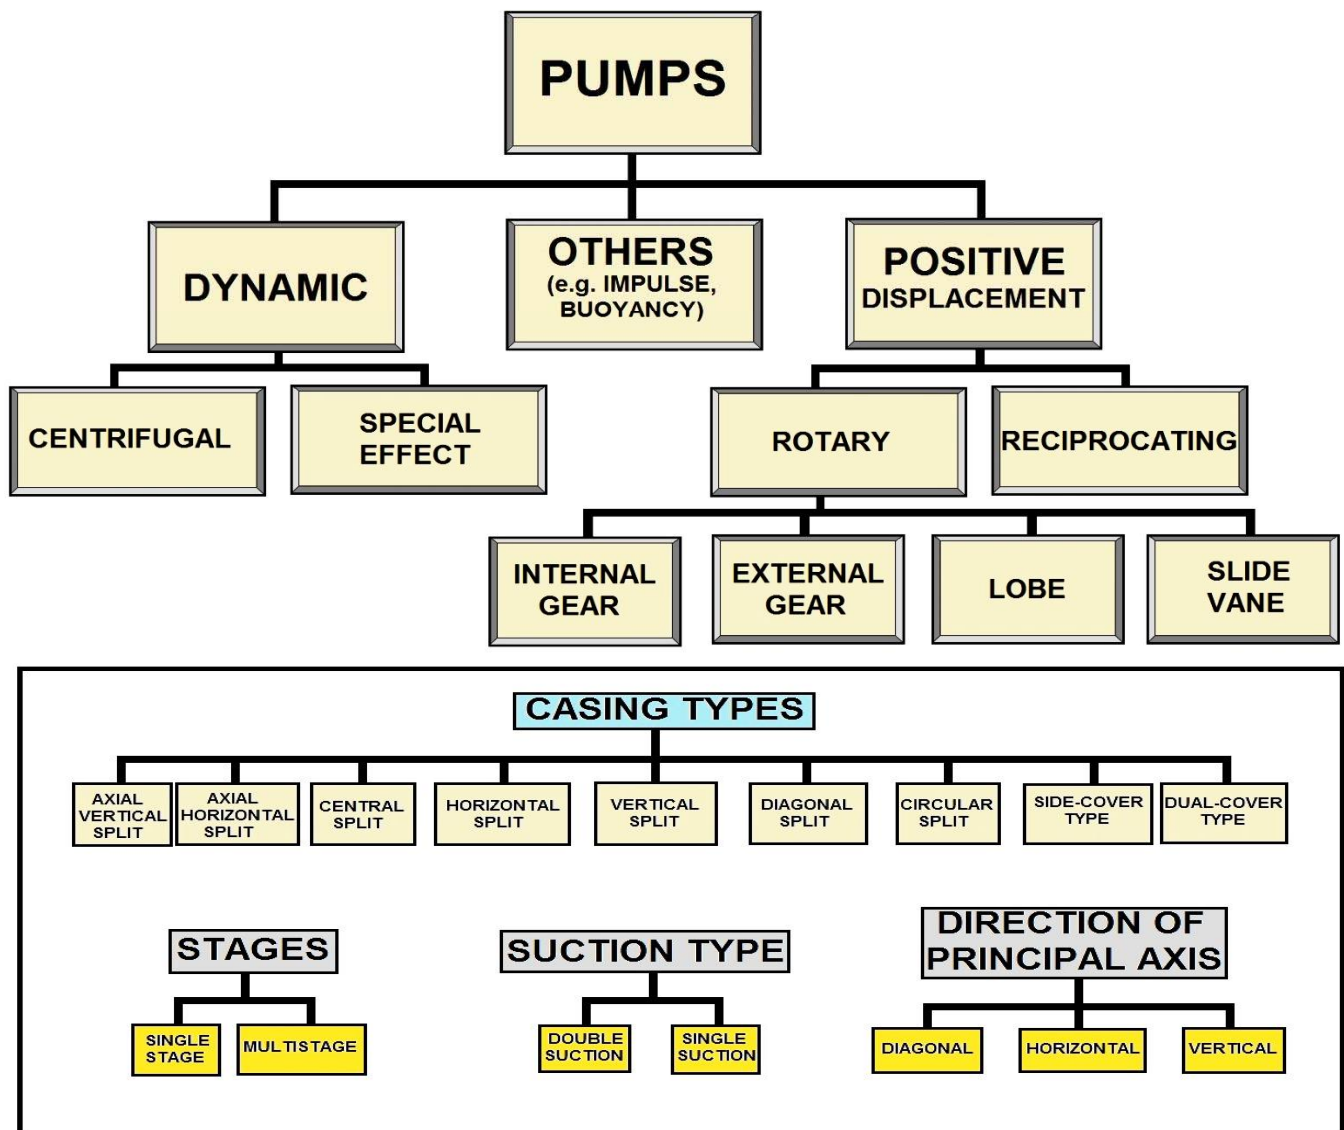 PUMPS
DYNAMIC
OTHERS
(e.g. IMPULSE,
BUOYANCY)
POSITIVE
DISPLACEMENT
CENTRIFUGAL
SPECIAL
EFFECT
ROTARY
RECIPROCATING
INTERNAL
GEAR
EXTERNAL
GEAR
LOBE
SLIDE
VANE
CASING TYPES
AXIAL
VERTICAL
SPLIT
AXIAL
HORIZONTAL
SPLIT
CENTRAL
SPLIT
HORIZONTAL
SPLIT
VERTICAL
SPLIT
DIAGONAL
SPLIT
CIRCULAR
SPLIT
SIDE-COVER
TYPE
DUAL-COVER
TYPE
STAGES
SINGLE
STAGE
MULTISTAGE
SUCTION TYPE
DOUBLE
SUCTION
SINGLE
SUCTION
DIRECTION OF
PRINCIPAL AXIS
DIAGONAL
HORIZONTAL
VERTICAL